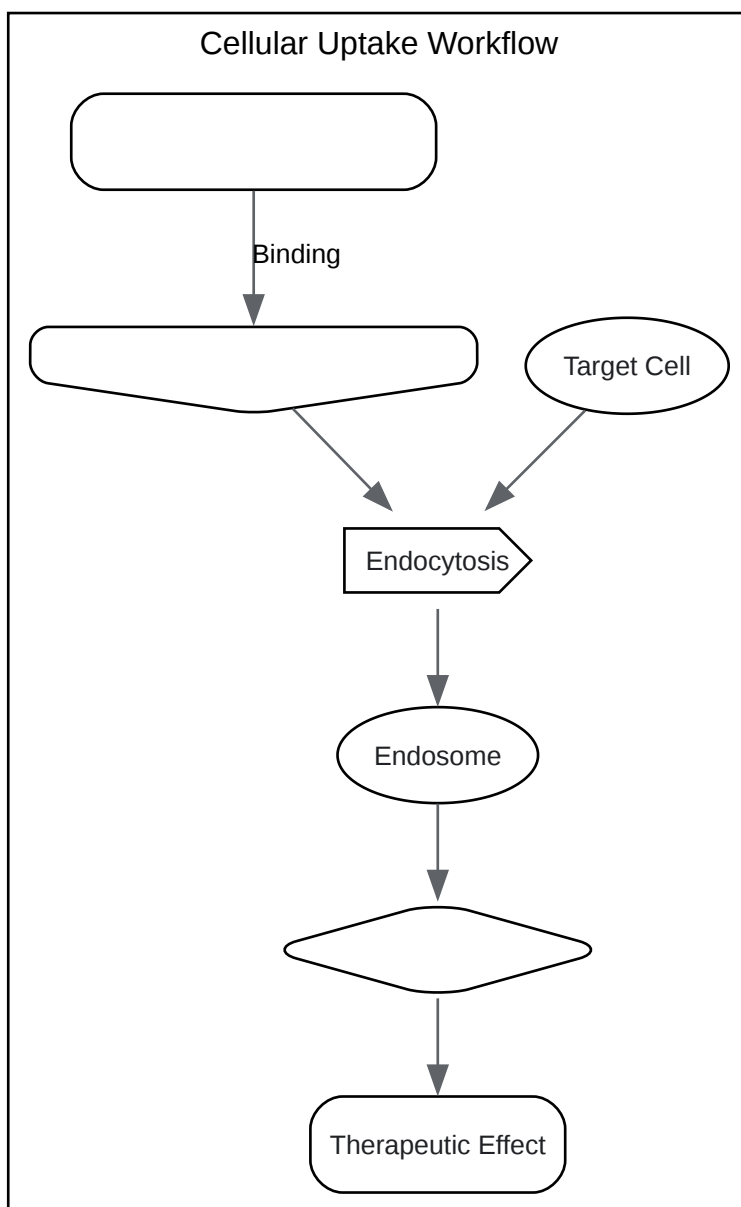 Cellular Uptake Workflow
Binding
Target Cell
Endocytosis
Endosome
Therapeutic Effect